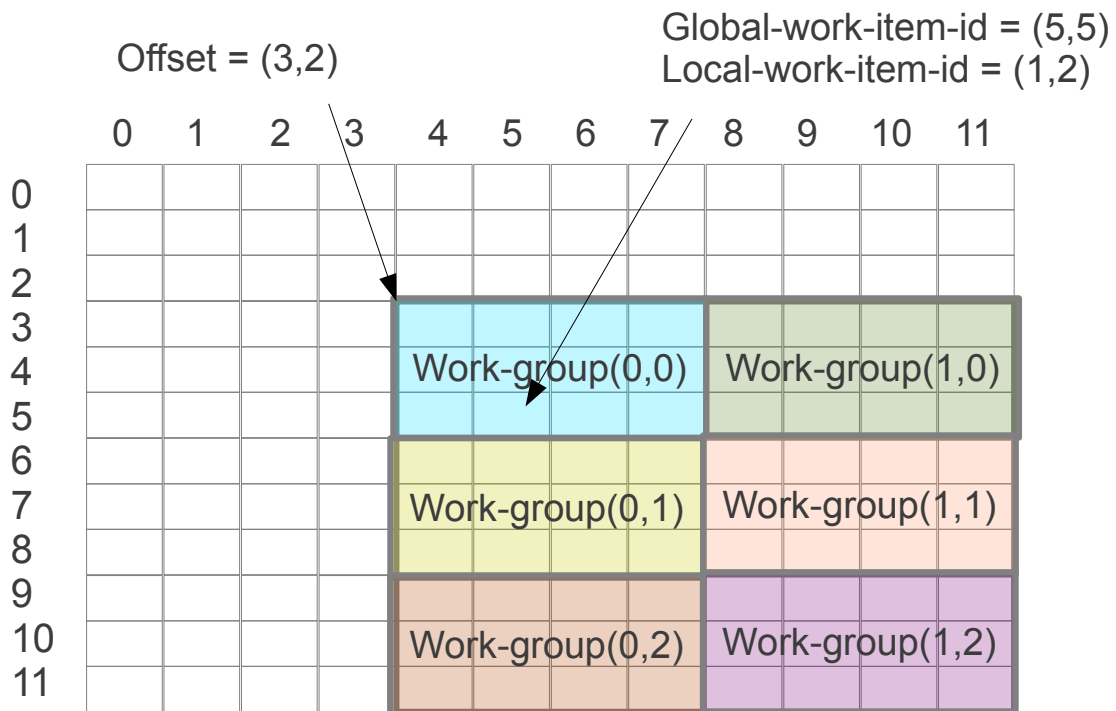 Offset = (3,2)
Global-work-item-id = (5,5)
Local-work-item-id = (1,2)
0 1 2 3 4 5 6 7 8 9 10 11
0
1
2
3
4
Work-group(0,0) Work-group(1,0)
5
6
7
Work-group(0,1) Work-group(1,1)
8
9
10
Work-group(0,2) Work-group(1,2)
11